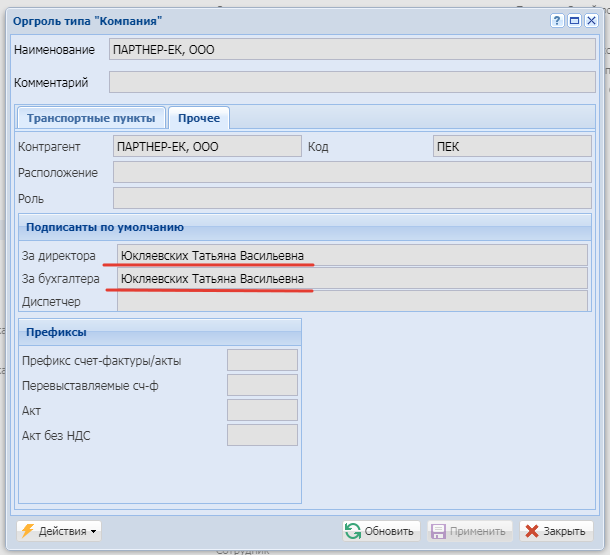 Оргроль типа "Компания"
Наименование ПАРТНЕР-ЕК, ООО
Комментарий
Транспортные пункты Прочее
Контрагент ПАРТНЕР-ЕК, ООО Код ПЕК
Расположение
Роль
Подписанты по умолчанию
За директора Юкляевских Татьяна Васильевна
За бухгалтера Юкляевских Татьяна Васильевна
Диспетчер
Префиксы
Префикс счет-фактуры/акты
Перевыставляемые сч-ф
Акт
Акт без НДС
Действия Обновить Применить Закрыть